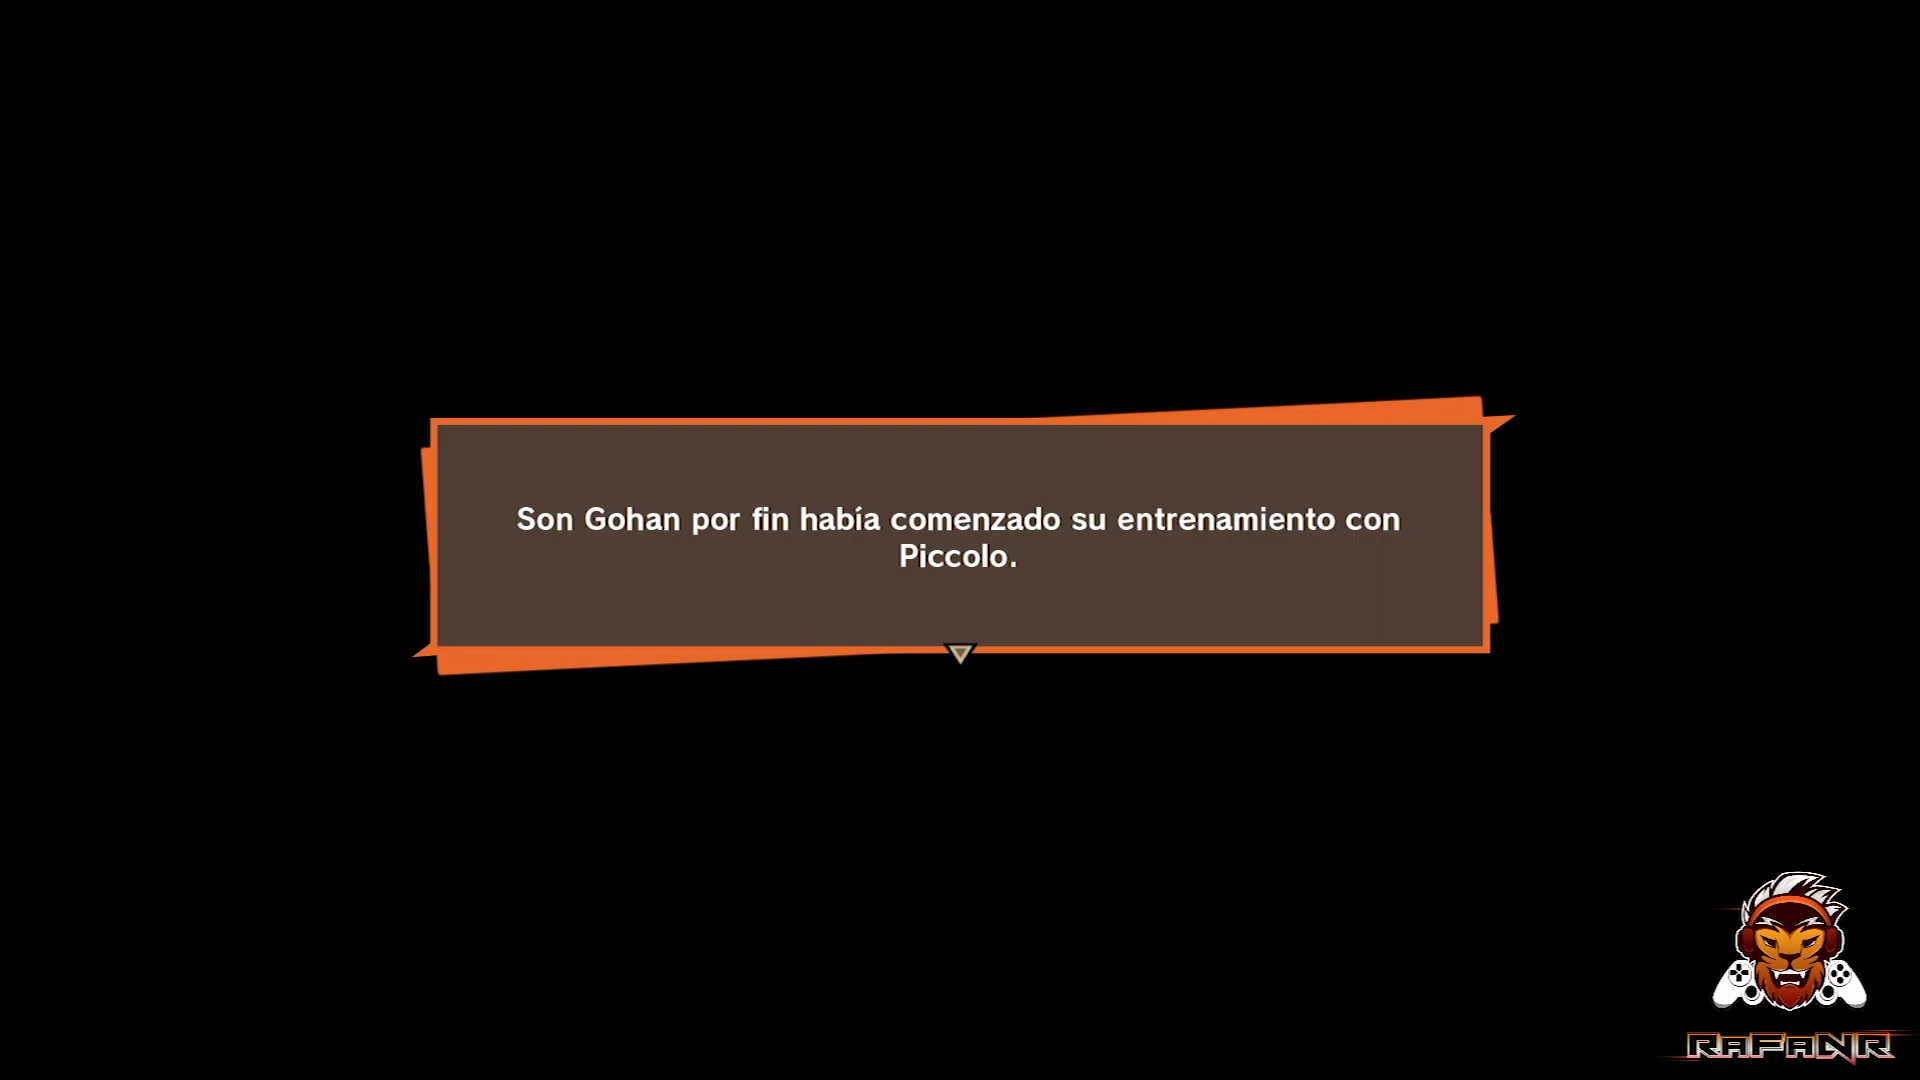 Son Gohan por fin había comenzado su entrenamiento con
Piccolo.
RaFaNR